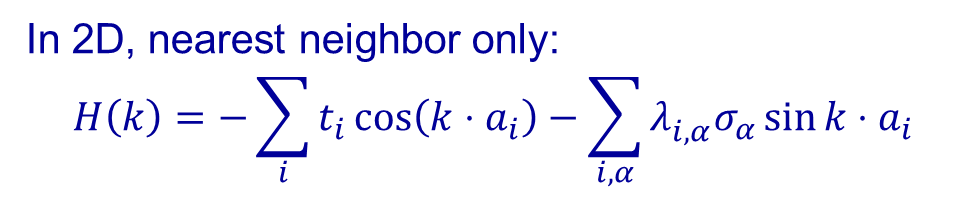 In 2D, nearest neighbor only:
𝐻(𝑘) = − ∑_𝑖 𝑡_𝑖 cos(𝑘 · 𝑎_𝑖) − ∑_{𝑖,𝛼} 𝜆_{𝑖,𝛼}𝜎_𝛼 sin 𝑘 · 𝑎_𝑖